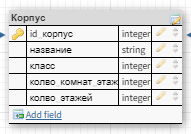 Корпус
id_корпус integer
название string
класс integer
колво_комнат_этаж integer
колво_этажей integer
Add field